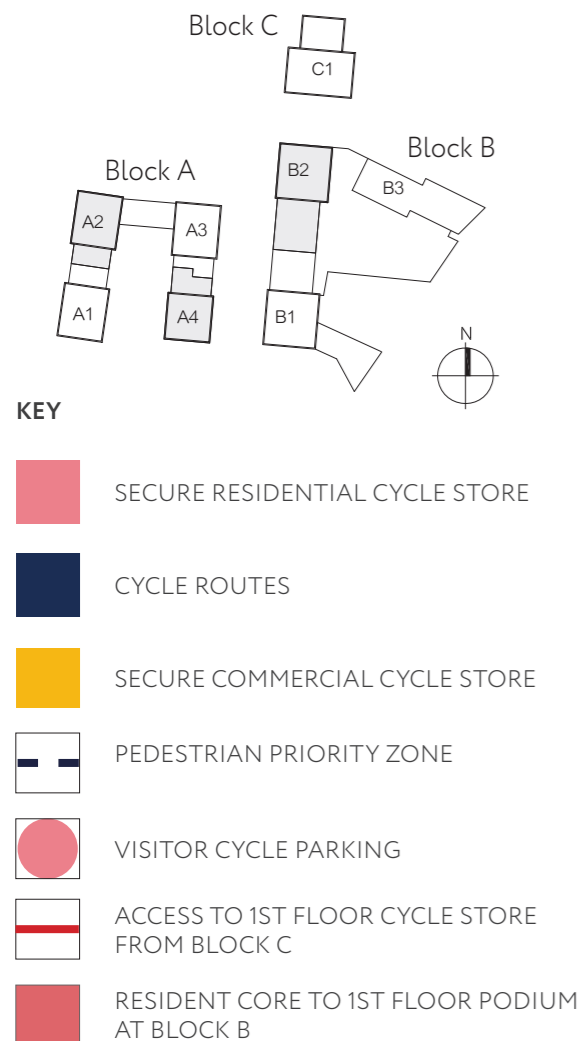 Block C
C1
Block B
B2
B3
Block A
A2
A3
A1
A4
B1
N
KEY
SECURE RESIDENTIAL CYCLE STORE
CYCLE ROUTES
SECURE COMMERCIAL CYCLE STORE
PEDESTRIAN PRIORITY ZONE
VISITOR CYCLE PARKING
ACCESS TO 1ST FLOOR CYCLE STORE
FROM BLOCK C
RESIDENT CORE TO 1ST FLOOR PODIUM
AT BLOCK B